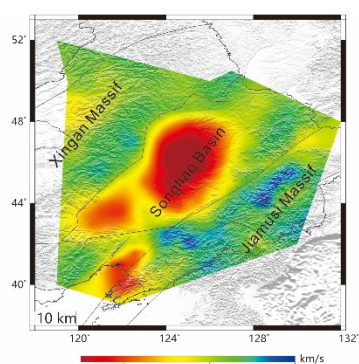 52°
48°
44°
40°
Xingan Massif
Songliao Basin
Jiamusi Massif
10 km
120° 124° 128° 132°
km/s